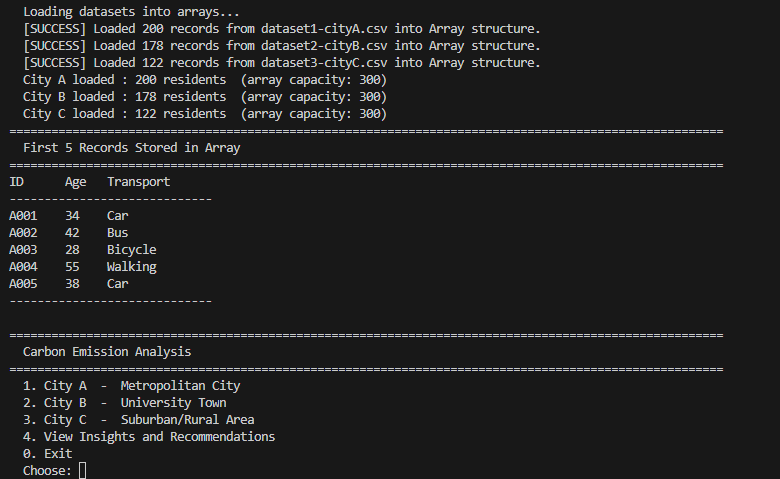 Loading datasets into arrays...
[SUCCESS] Loaded 200 records from dataset1-cityA.csv into Array structure.
[SUCCESS] Loaded 178 records from dataset2-cityB.csv into Array structure.
[SUCCESS] Loaded 122 records from dataset3-cityC.csv into Array structure.
City A loaded : 200 residents  (array capacity: 300)
City B loaded : 178 residents  (array capacity: 300)
City C loaded : 122 residents  (array capacity: 300)
======================================================================================================
First 5 Records Stored in Array
======================================================================================================
ID      Age   Transport
-----------------------------
A001    34    Car
A002    42    Bus
A003    28    Bicycle
A004    55    Walking
A005    38    Car
-----------------------------
======================================================================================================
Carbon Emission Analysis
======================================================================================================
1. City A  -  Metropolitan City
2. City B  -  University Town
3. City C  -  Suburban/Rural Area
4. View Insights and Recommendations
0. Exit
Choose: